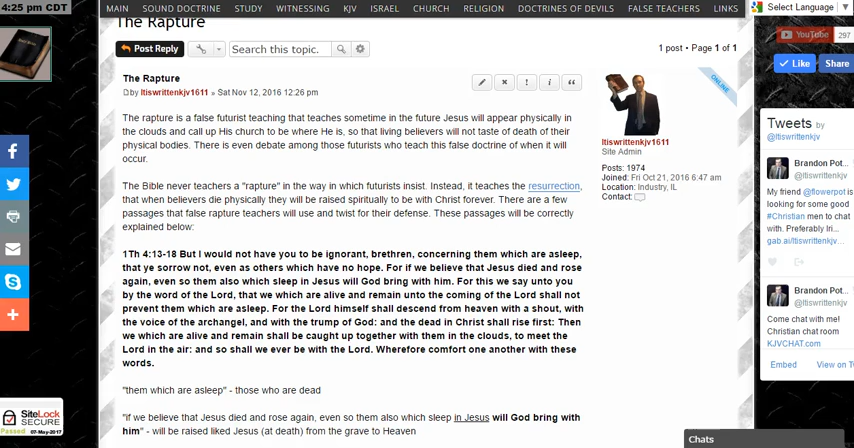 4:25 pm CDT
MAIN SOUND DOCTRINE STUDY WITNESSING KJV ISRAEL CHURCH RELIGION DOCTRINES OF DEVILS FALSE TEACHERS LINKS
Select Language
The Rapture
Post Reply
Search this topic.
1 post • Page 1 of 1
YouTube 297
Like Share
The Rapture
by Itiswrittenkjv1611 » Sat Nov 12, 2016 12:26 pm
The rapture is a false futurist teaching that teaches sometime in the future Jesus will appear physically in
the clouds and call up His church to be where He is, so that living believers will not taste of death of their
physical bodies. There is even debate among those futurists who teach this false doctrine of when it will
occur.
The Bible never teachers a "rapture" in the way in which futurists insist. Instead, it teaches the resurrection,
that when believers die physically they will be raised spiritually to be with Christ forever. There are a few
passages that false rapture teachers will use and twist for their defense. These passages will be correctly
explained below:
1Th 4:13-18 But I would not have you to be ignorant, brethren, concerning them which are asleep,
that ye sorrow not, even as others which have no hope. For if we believe that Jesus died and rose
again, even so them also which sleep in Jesus will God bring with him. For this we say unto you
by the word of the Lord, that we which are alive and remain unto the coming of the Lord shall not
prevent them which are asleep. For the Lord himself shall descend from heaven with a shout, with
the voice of the archangel, and with the trump of God: and the dead in Christ shall rise first: Then
we which are alive and remain shall be caught up together with them in the clouds, to meet the
Lord in the air: and so shall we ever be with the Lord. Wherefore comfort one another with these
words.
"them which are asleep" - those who are dead
"if we believe that Jesus died and rose again, even so them also which sleep in Jesus will God bring with
him" - will be raised liked Jesus (at death) from the grave to Heaven
ONLINE
Itiswrittenkjv1611
Site Admin
Posts: 1974
Joined: Fri Oct 21, 2016 6:47 am
Location: Industry, IL
Contact:
Tweets by
@Itiswrittenkjv
Brandon Pot...
@Itiswrittenkjv
My friend @flowerpot is
looking for some good
#Christian men to chat
with. Preferably Iri...
gab.ai/Itiswrittenkjv…
Brandon Pot...
@Itiswrittenkjv
Come chat with me!
Christian chat room
KJVCHAT.com
Embed View on T
Chats
SiteLock
SECURE
Passed 07-May-2017